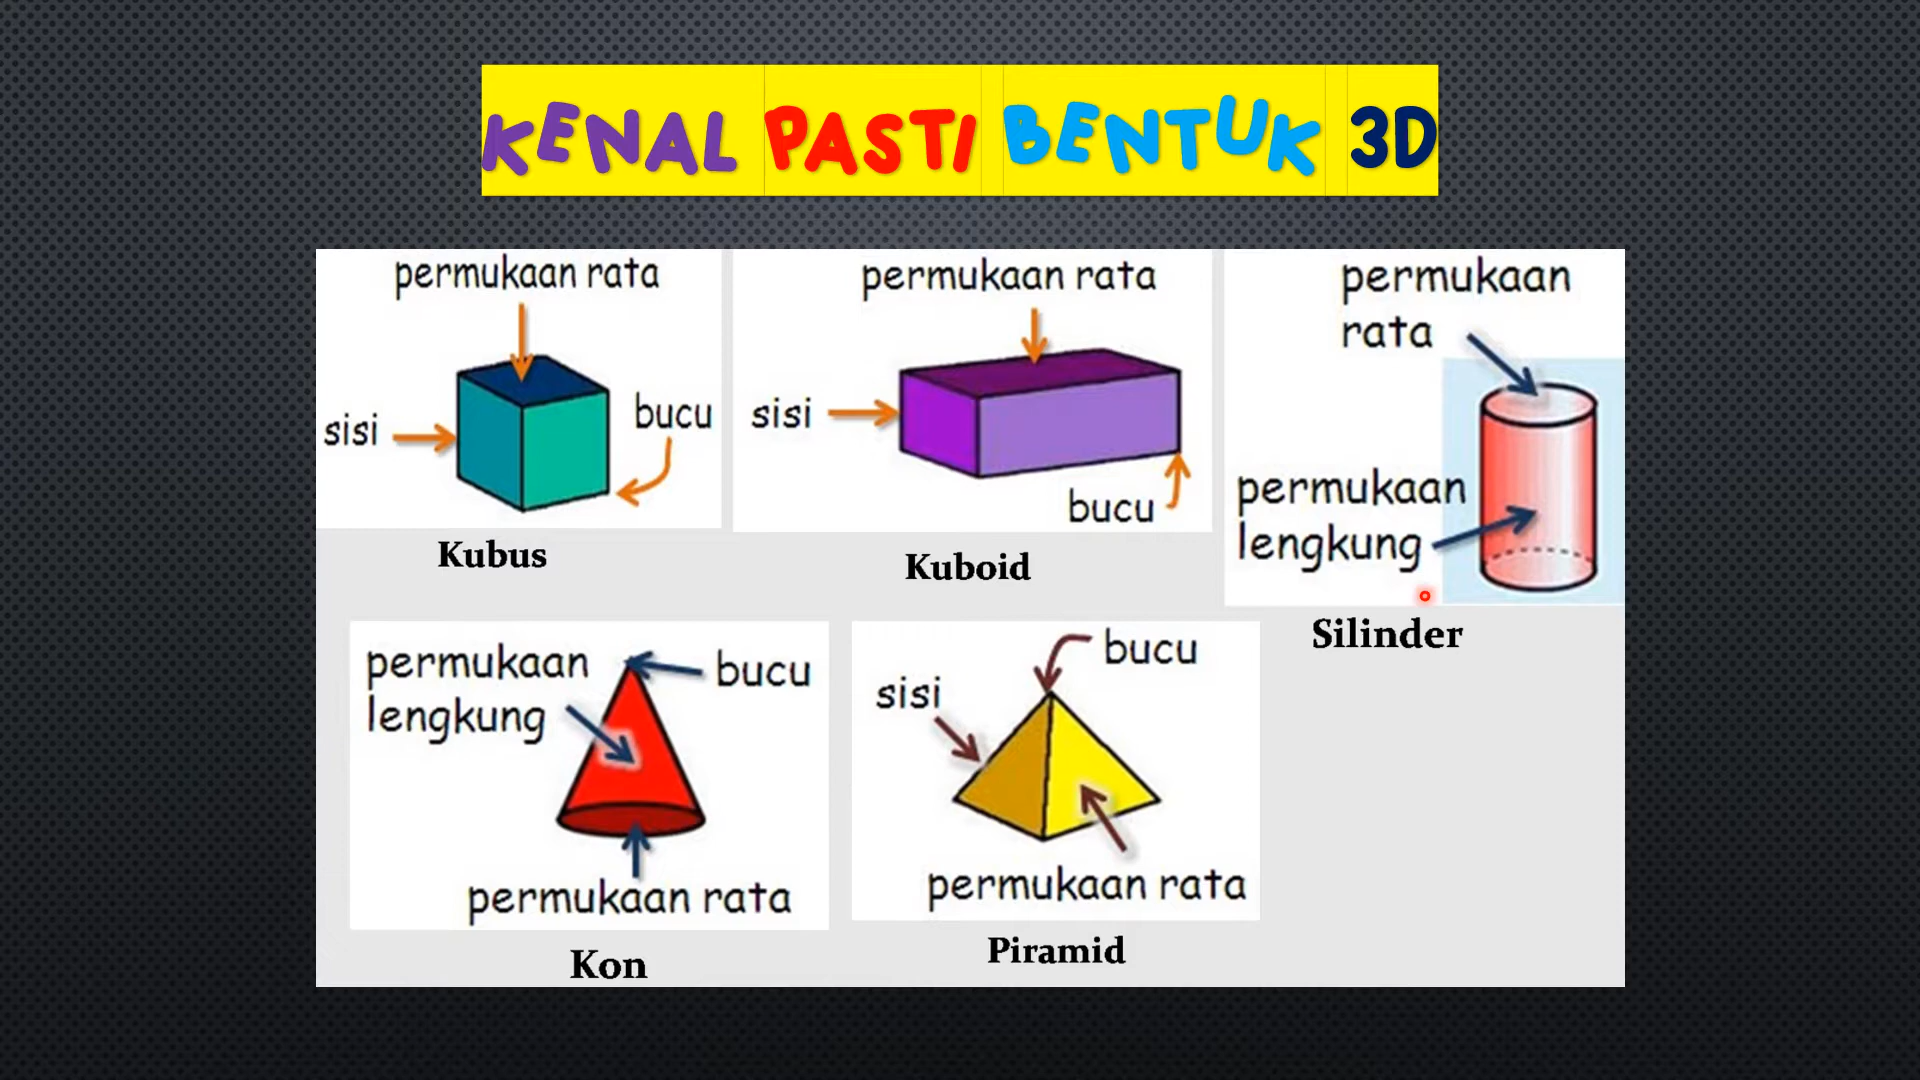 KENAL PASTI BENTUK 3D
permukaan rata
sisi
bucu
Kubus
permukaan rata
sisi
bucu
Kuboid
permukaan
rata
permukaan
lengkung
Silinder
permukaan
lengkung
bucu
permukaan rata
Kon
bucu
sisi
permukaan rata
Piramid